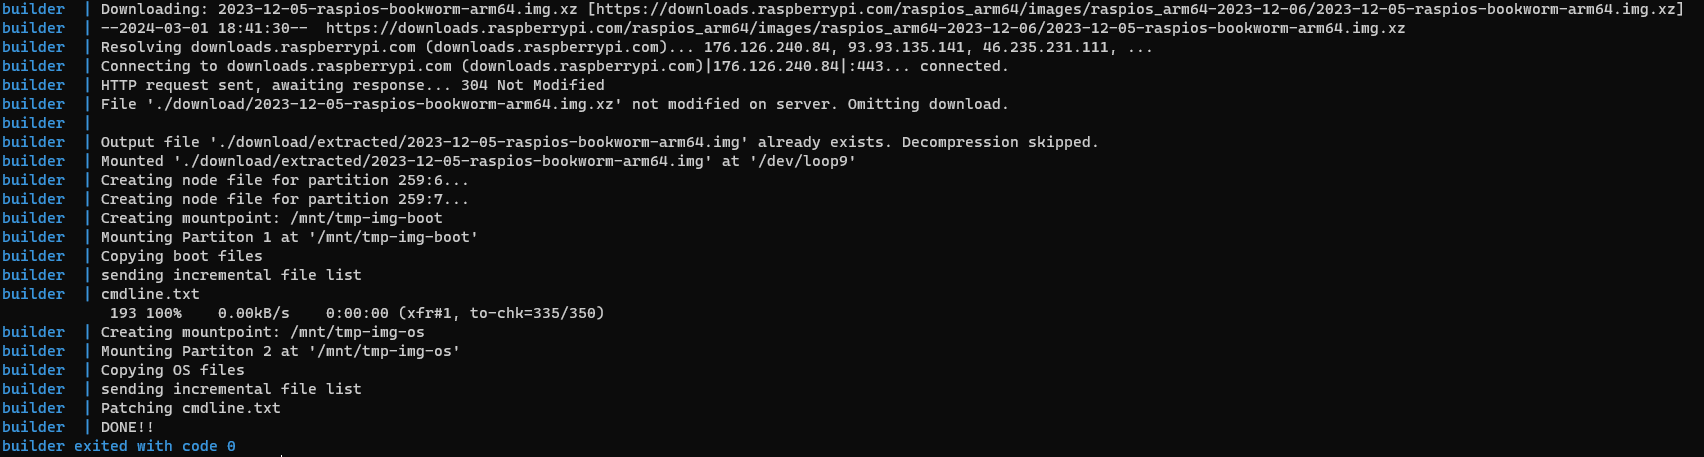 builder  | Downloading: 2023-12-05-raspios-bookworm-arm64.img.xz [https://downloads.raspberrypi.com/raspios_arm64/images/raspios_arm64-2023-12-06/2023-12-05-raspios-bookworm-arm64.img.xz]
builder  | --2024-03-01 18:41:30--  https://downloads.raspberrypi.com/raspios_arm64/images/raspios_arm64-2023-12-06/2023-12-05-raspios-bookworm-arm64.img.xz
builder  | Resolving downloads.raspberrypi.com (downloads.raspberrypi.com)... 176.126.240.84, 93.93.135.141, 46.235.231.111, ...
builder  | Connecting to downloads.raspberrypi.com (downloads.raspberrypi.com)|176.126.240.84|:443... connected.
builder  | HTTP request sent, awaiting response... 304 Not Modified
builder  | File './download/2023-12-05-raspios-bookworm-arm64.img.xz' not modified on server. Omitting download.
builder  |
builder  | Output file './download/extracted/2023-12-05-raspios-bookworm-arm64.img' already exists. Decompression skipped.
builder  | Mounted './download/extracted/2023-12-05-raspios-bookworm-arm64.img' at '/dev/loop9'
builder  | Creating node file for partition 259:6...
builder  | Creating node file for partition 259:7...
builder  | Creating mountpoint: /mnt/tmp-img-boot
builder  | Mounting Partiton 1 at '/mnt/tmp-img-boot'
builder  | Copying boot files
builder  | sending incremental file list
builder  | cmdline.txt
            193 100%    0.00kB/s    0:00:00 (xfr#1, to-chk=335/350)
builder  | Creating mountpoint: /mnt/tmp-img-os
builder  | Mounting Partiton 2 at '/mnt/tmp-img-os'
builder  | Copying OS files
builder  | sending incremental file list
builder  | Patching cmdline.txt
builder  | DONE!!
builder exited with code 0